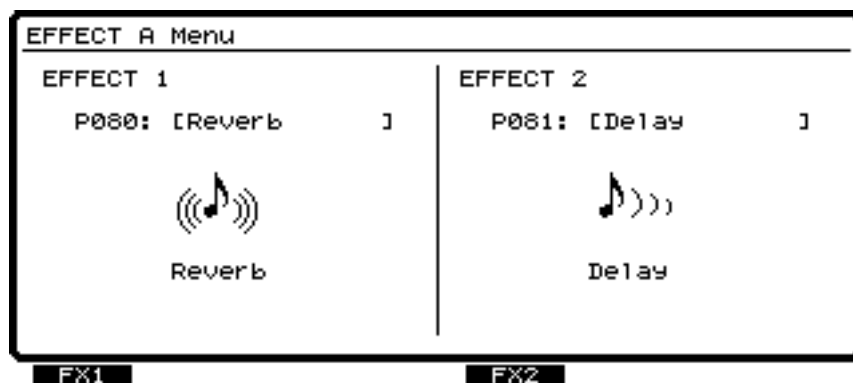 EFFECT A Menu
EFFECT 1
P080: [Reverb ]
Reverb
EFFECT 2
P081: [Delay ]
Delay
FX1
FX2